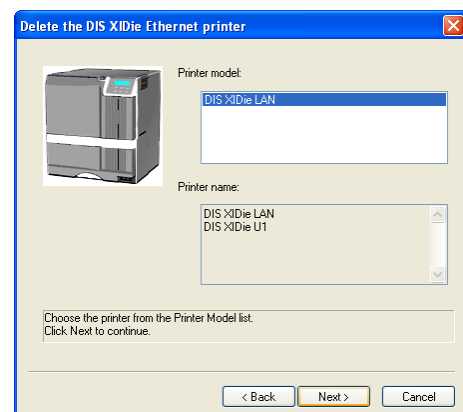 Delete the DIS XIDie Ethernet printer
Printer model:
DIS XIDie LAN
Printer name:
DIS XIDie LAN
DIS XIDie U1
Choose the printer from the Printer Model list.
Click Next to continue.
< Back
Next >
Cancel